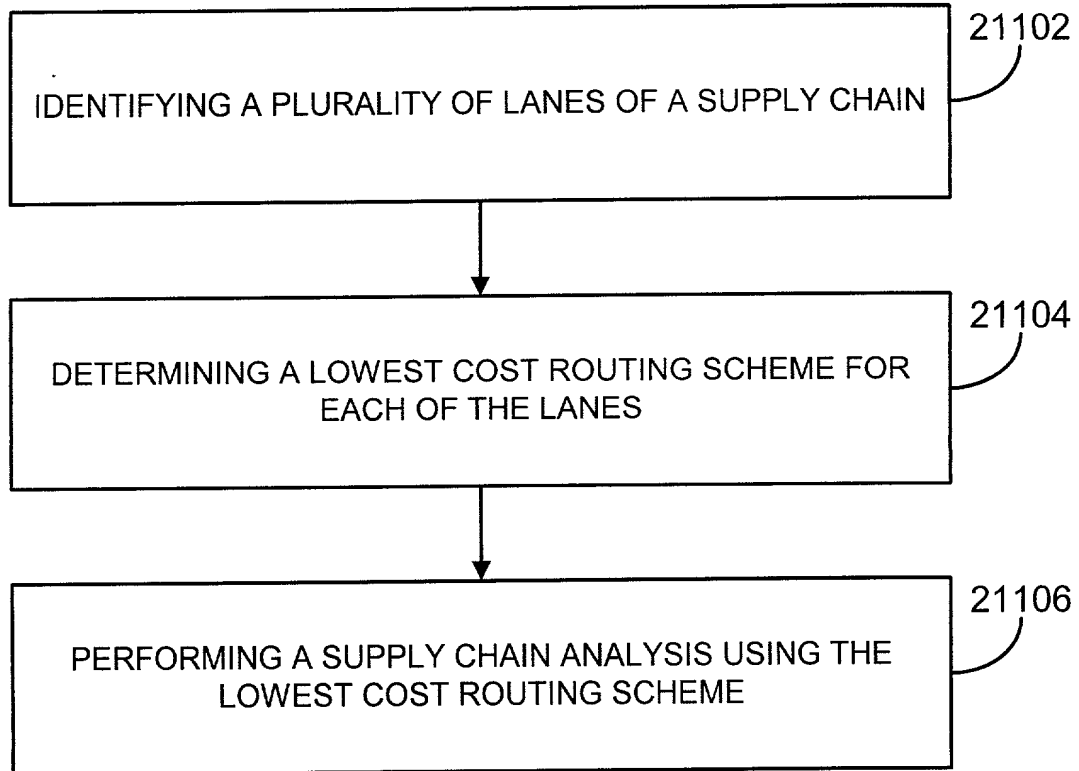 21102
IDENTIFYING A PLURALITY OF LANES OF A SUPPLY CHAIN
21104
DETERMINING A LOWEST COST ROUTING SCHEME FOR
EACH OF THE LANES
21106
PERFORMING A SUPPLY CHAIN ANALYSIS USING THE
LOWEST COST ROUTING SCHEME